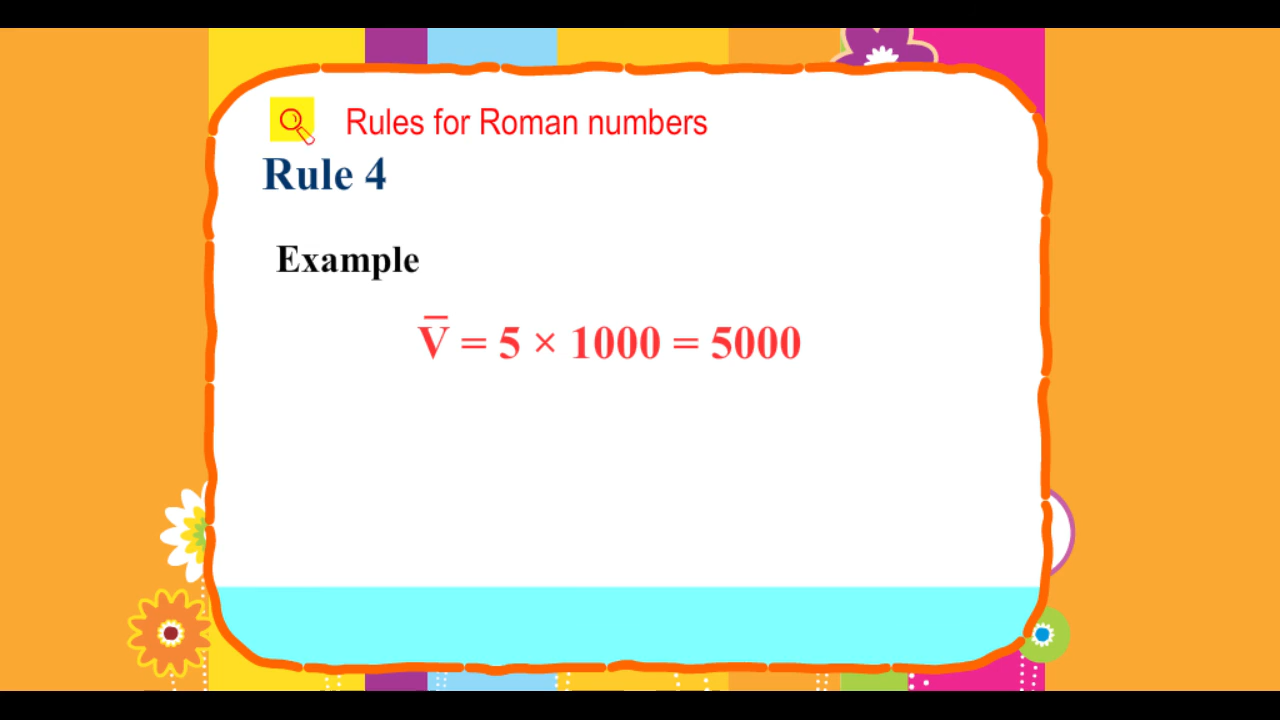 Rules for Roman numbers
Rule 4
Example
V̅ = 5 × 1000 = 5000